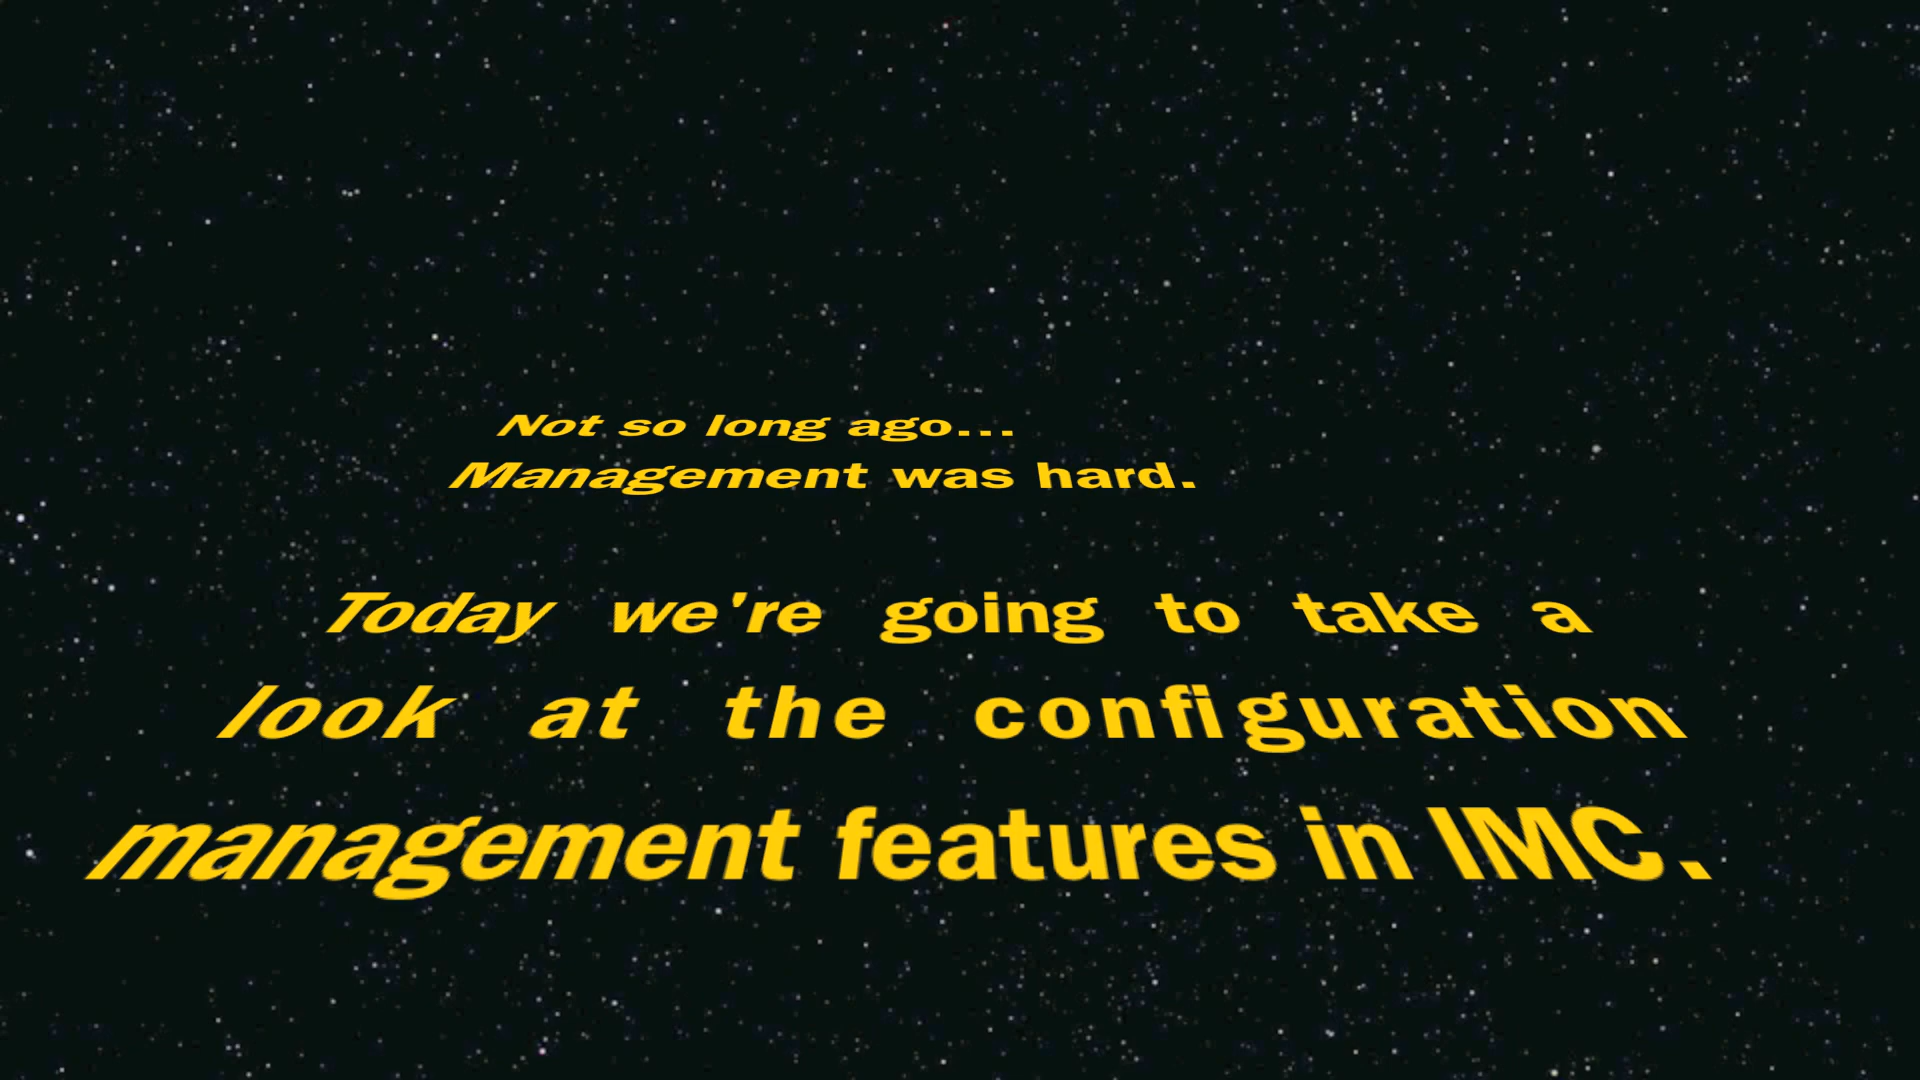 Not so long ago...
Management was hard.
Today we're going to take a
look at the configuration
management features in IMC.